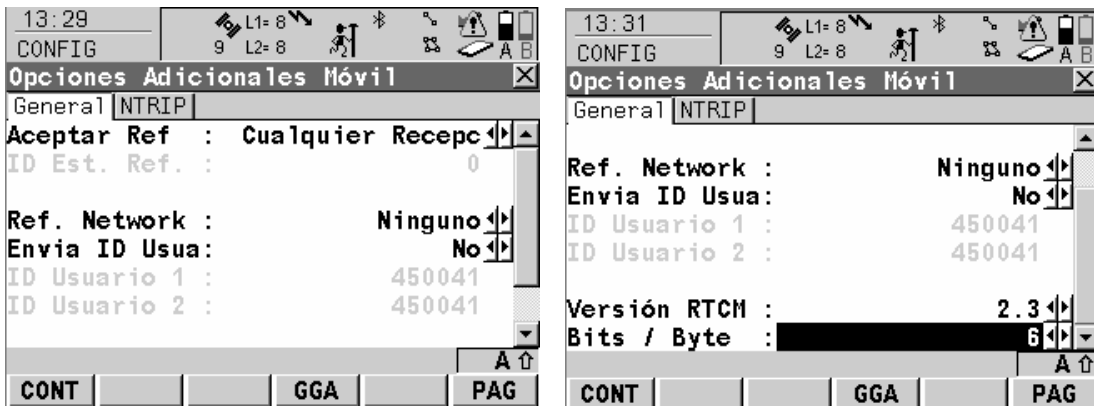 13:29
L1= 8
CONFIG
9 L2= 8
A B
Opciones Adicionales Móvil
General NTRIP
Aceptar Ref : Cualquier Recepc
ID Est. Ref. : 0
Ref. Network : Ninguno
Envia ID Usua: No
ID Usuario 1 : 450041
ID Usuario 2 : 450041
A
CONT GGA PAG
13:31
L1= 8
CONFIG
9 L2= 8
A B
Opciones Adicionales Móvil
General NTRIP
Ref. Network : Ninguno
Envia ID Usua: No
ID Usuario 1 : 450041
ID Usuario 2 : 450041
Versión RTCM : 2.3
Bits / Byte : 6
A
CONT GGA PAG